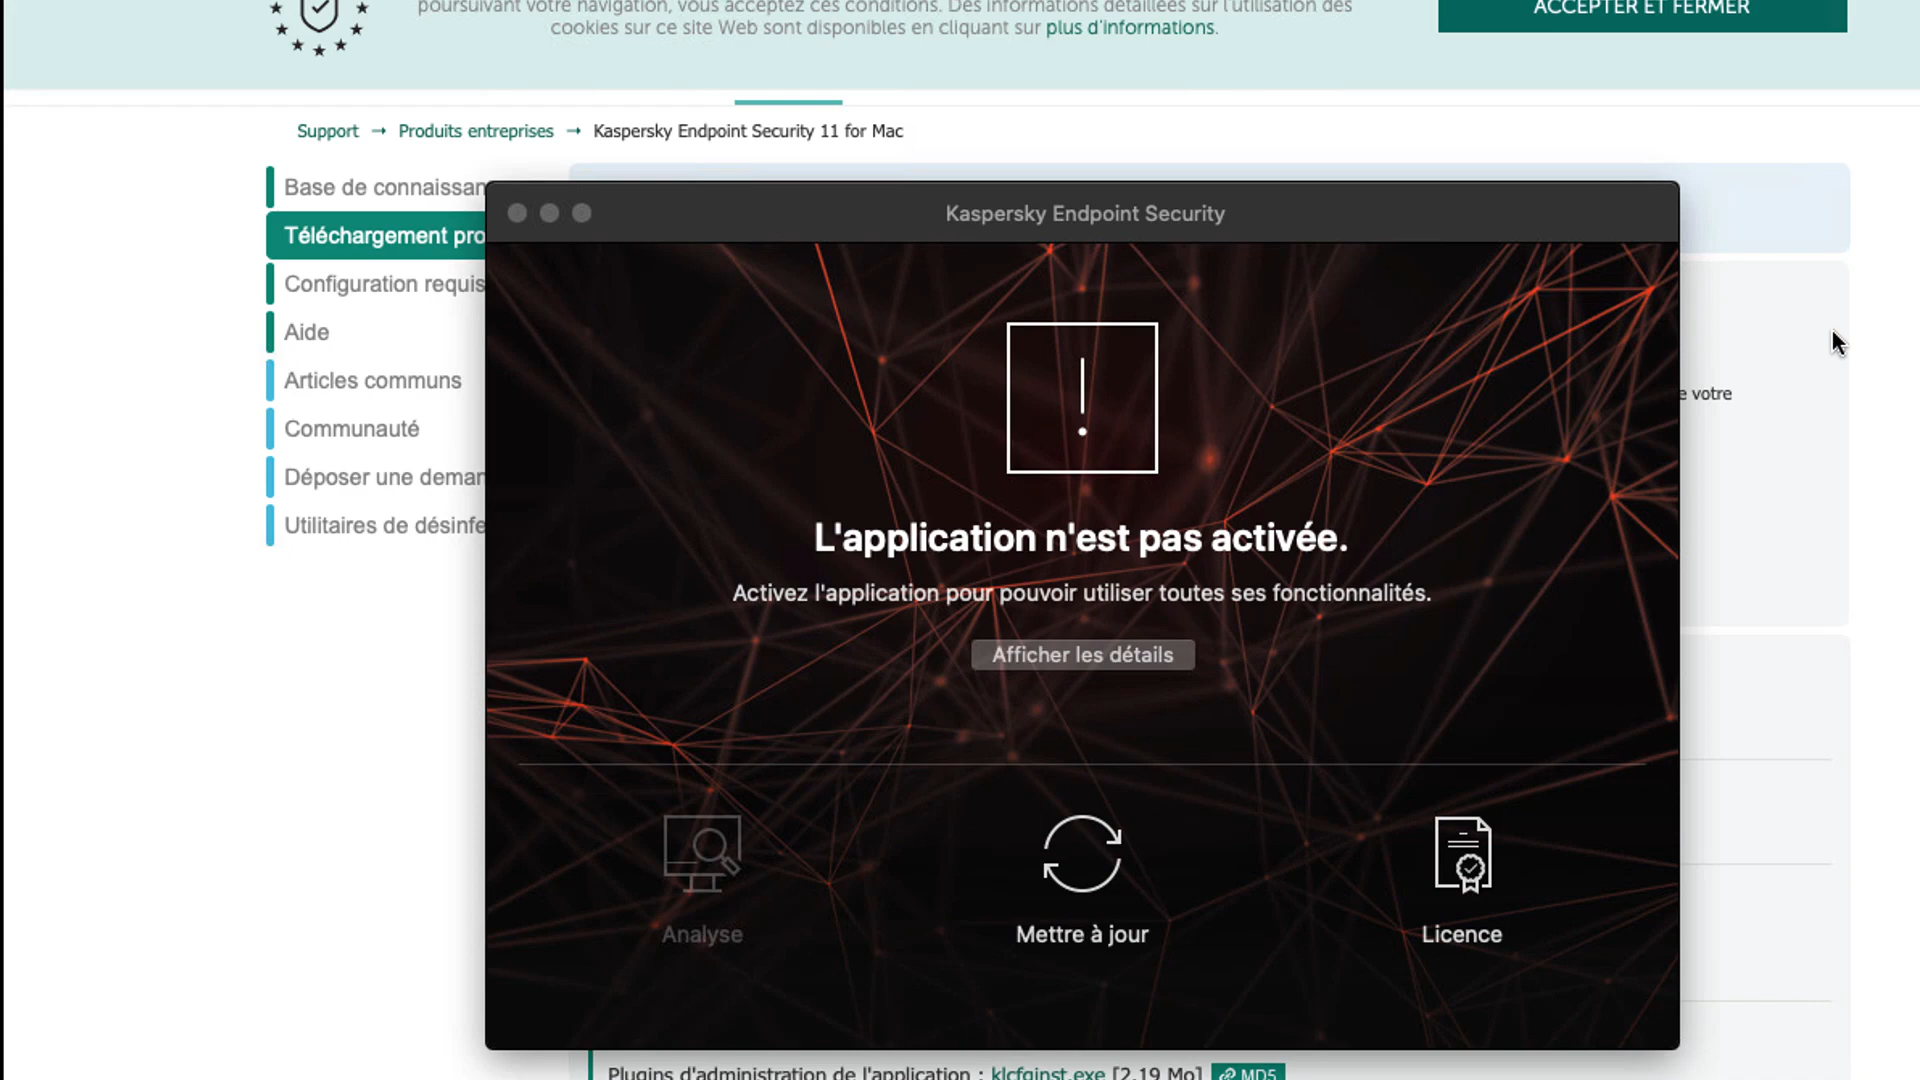 poursuivant votre navigation, vous acceptez ces conditions. Des informations détaillées sur l'utilisation des
cookies sur ce site Web sont disponibles en cliquant sur plus d'informations.
ACCEPTER ET FERMER
Support → Produits entreprises → Kaspersky Endpoint Security 11 for Mac
Base de connaissan
Téléchargement pro
Configuration requis
Aide
Articles communs
Communauté
Déposer une deman
Utilitaires de désinfe
e votre
Kaspersky Endpoint Security
L'application n'est pas activée.
Activez l'application pour pouvoir utiliser toutes ses fonctionnalités.
Afficher les détails
Analyse
Mettre à jour
Licence
Plugins d'administration de l'application : klcfginst.exe [2.19 Mo] MD5